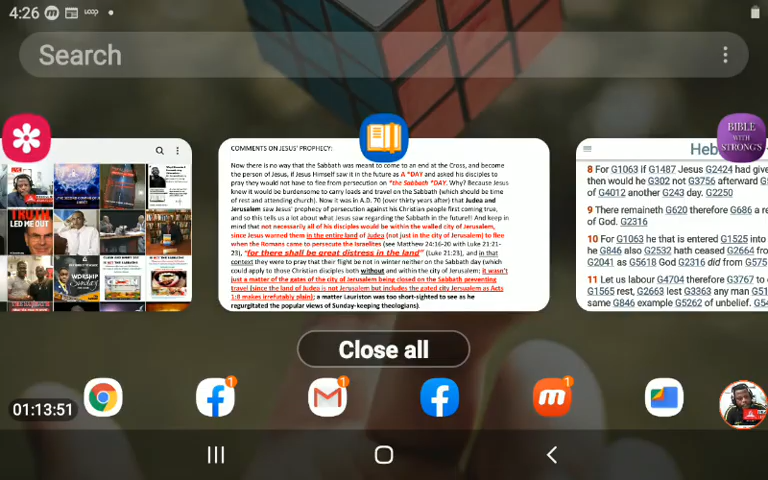 4:26
LOOP
Search
TRUTH
LED ME OUT
WORSHIP
COMMENTS ON JESUS' PROPHECY:
Now there is no way that the Sabbath was meant to come to an end at the Cross, and become
the person of Jesus, if Jesus Himself saw it in the future as A "DAY and asked his disciples to
pray they would not have to flee from persecution on "the Sabbath "DAY. Why? Because Jesus
knew it would be burdensome to carry loads and travel on the Sabbath (which should be time
of rest and attending church). Now it was in A.D. 70. (over thirty years after) that Judea and
Jerusalem saw Jesus' prophecy of persecution against his Christian people first coming true,
and so this tells us a lot about what Jesus saw regarding the Sabbath in the future!! And keep in
mind that not necessarily all of his disciples would be within the walled city of Jerusalem,
since Jesus warned them in the entire land of Judea (not just in the city of Jerusalem) to flee
when the Romans come to persecute the Israelites (see Matthew 24:16-20 with Luke 21:21-
23), "for there shall be great distress in the land" (Luke 21:23), and in that
context they were to pray that their flight be not in winter neither on the Sabbath day (which
could apply to those Christian disciples both without and within the city of Jerusalem; it wasn't
just a matter of the gates of the city of Jerusalem being closed on the Sabbath preventing
travel (since the land of Judea is not Jerusalem but includes the gated city Jerusalem as Acts
1:8 makes irrefutably plain); a matter Lauriston was too short-sighted to see as he
regurgitated the popular views of Sunday-keeping theologians).
BIBLE
WITH
STRONG'S
Heb
8 For G1063 if G1487 Jesus G2424 had giv
then would he G302 not G3756 afterward G
of G4012 another G243 day. G2250
9 There remaineth G620 therefore G686 a re
of God. G2316
10 For G1063 he that is entered G1525 into
he G846 also G2532 hath ceased G2664 fro
G2041 as G5618 God G2316 did from G575
11 Let us labour G4704 therefore G3767 to
G1565 rest, G2663 lest G3363 any man G5
same G846 example G5262 of unbelief. G54
Close all
1
1
1
01:13:51